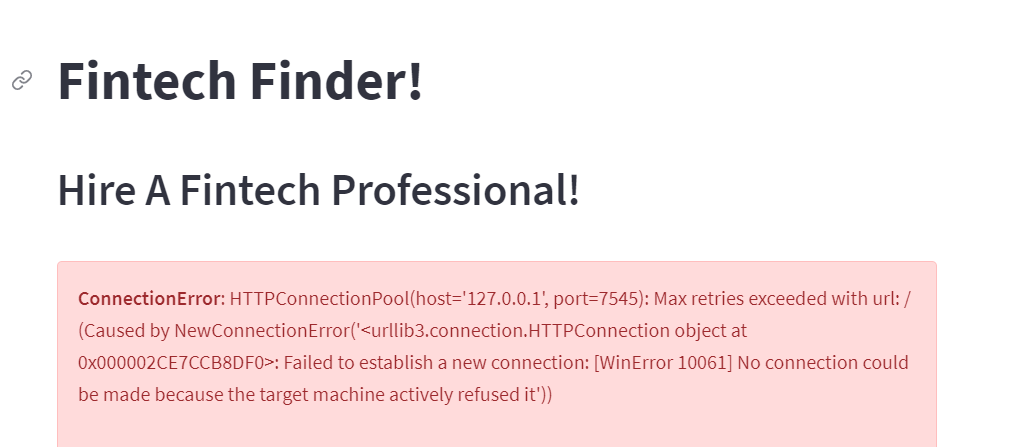 Fintech Finder!
Hire A Fintech Professional!
ConnectionError: HTTPConnectionPool(host='127.0.0.1', port=7545): Max retries exceeded with url: /
(Caused by NewConnectionError('<urllib3.connection.HTTPConnection object at
0x000002CE7CCB8DF0>: Failed to establish a new connection: [WinError 10061] No connection could
be made because the target machine actively refused it'))